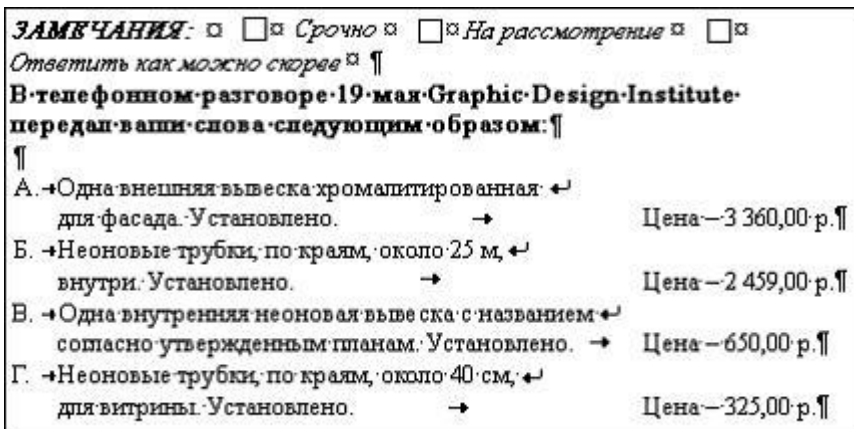 ЗАМЕЧАНИЯ: ¤ ☐¤ Срочно ¤ ☐¤ На рассмотрение ¤ ☐¤
Ответить как можно скорее ¤ ¶
В·телефонном·разговоре·19·мая·Graphic·Design·Institute·
передал·ваши·слова·следующим·образом:¶
¶
А.→Одна·внешняя·вывеска·хромалитированная·↵
для·фасада.·Установлено. → Цена·–·3 360,00·р.¶
Б.→Неоновые·трубки,·по·краям,·около·25 м,↵
внутри.·Установлено. → Цена·–·2 459,00·р.¶
В.→Одна·внутренняя·неоновая·вывеска·с·названием·↵
согласно·утвержденным·планам.·Установлено. → Цена·–·650,00·р.¶
Г.→Неоновые·трубки,·по·краям,·около·40·см,·↵
для·витрины.·Установлено. → Цена·–·325,00·р.¶